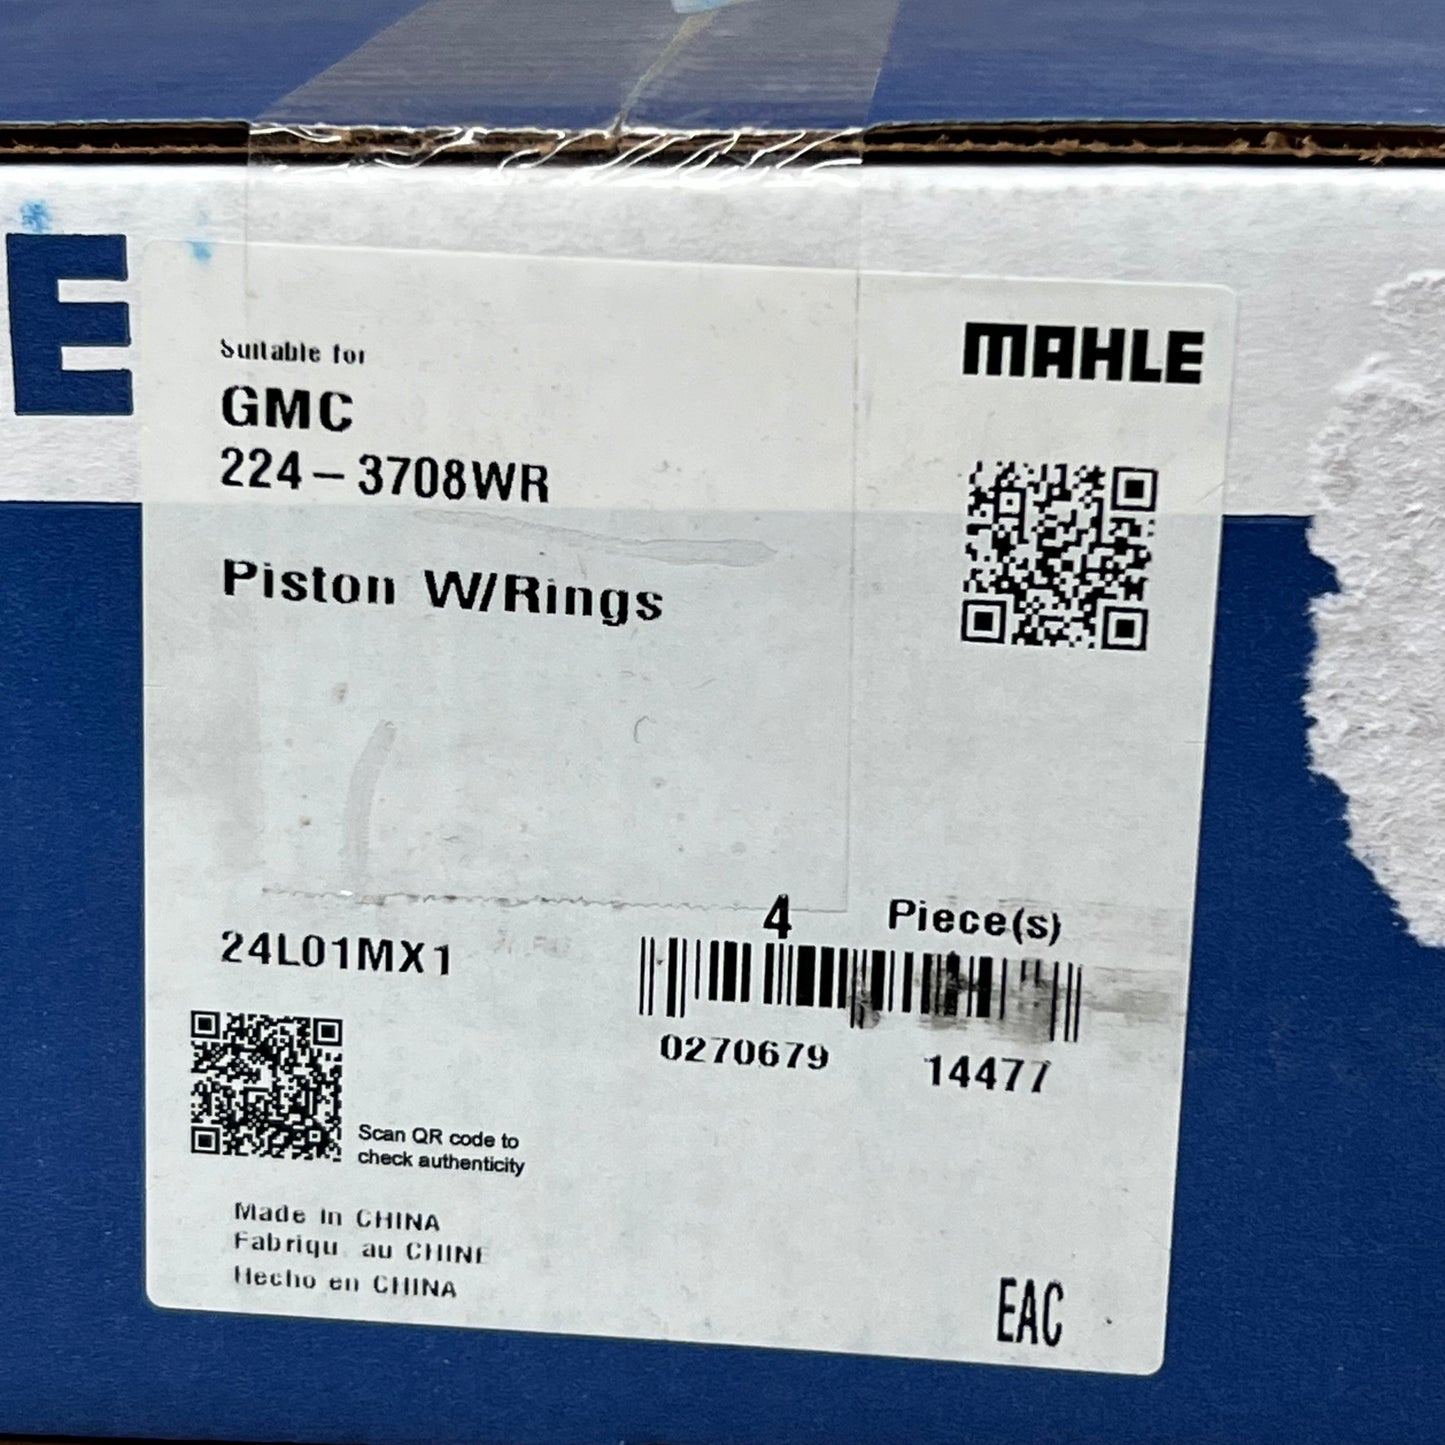 E
MAHLE
Suitable for
GMC
224-3708WR
Piston W/Rings
4 Piece(s)
24L01MX1
0270679 14477
Scan QR code to
check authenticity
Made in CHINA
Fabriqu au CHINE
Hecho en CHINA
EAC